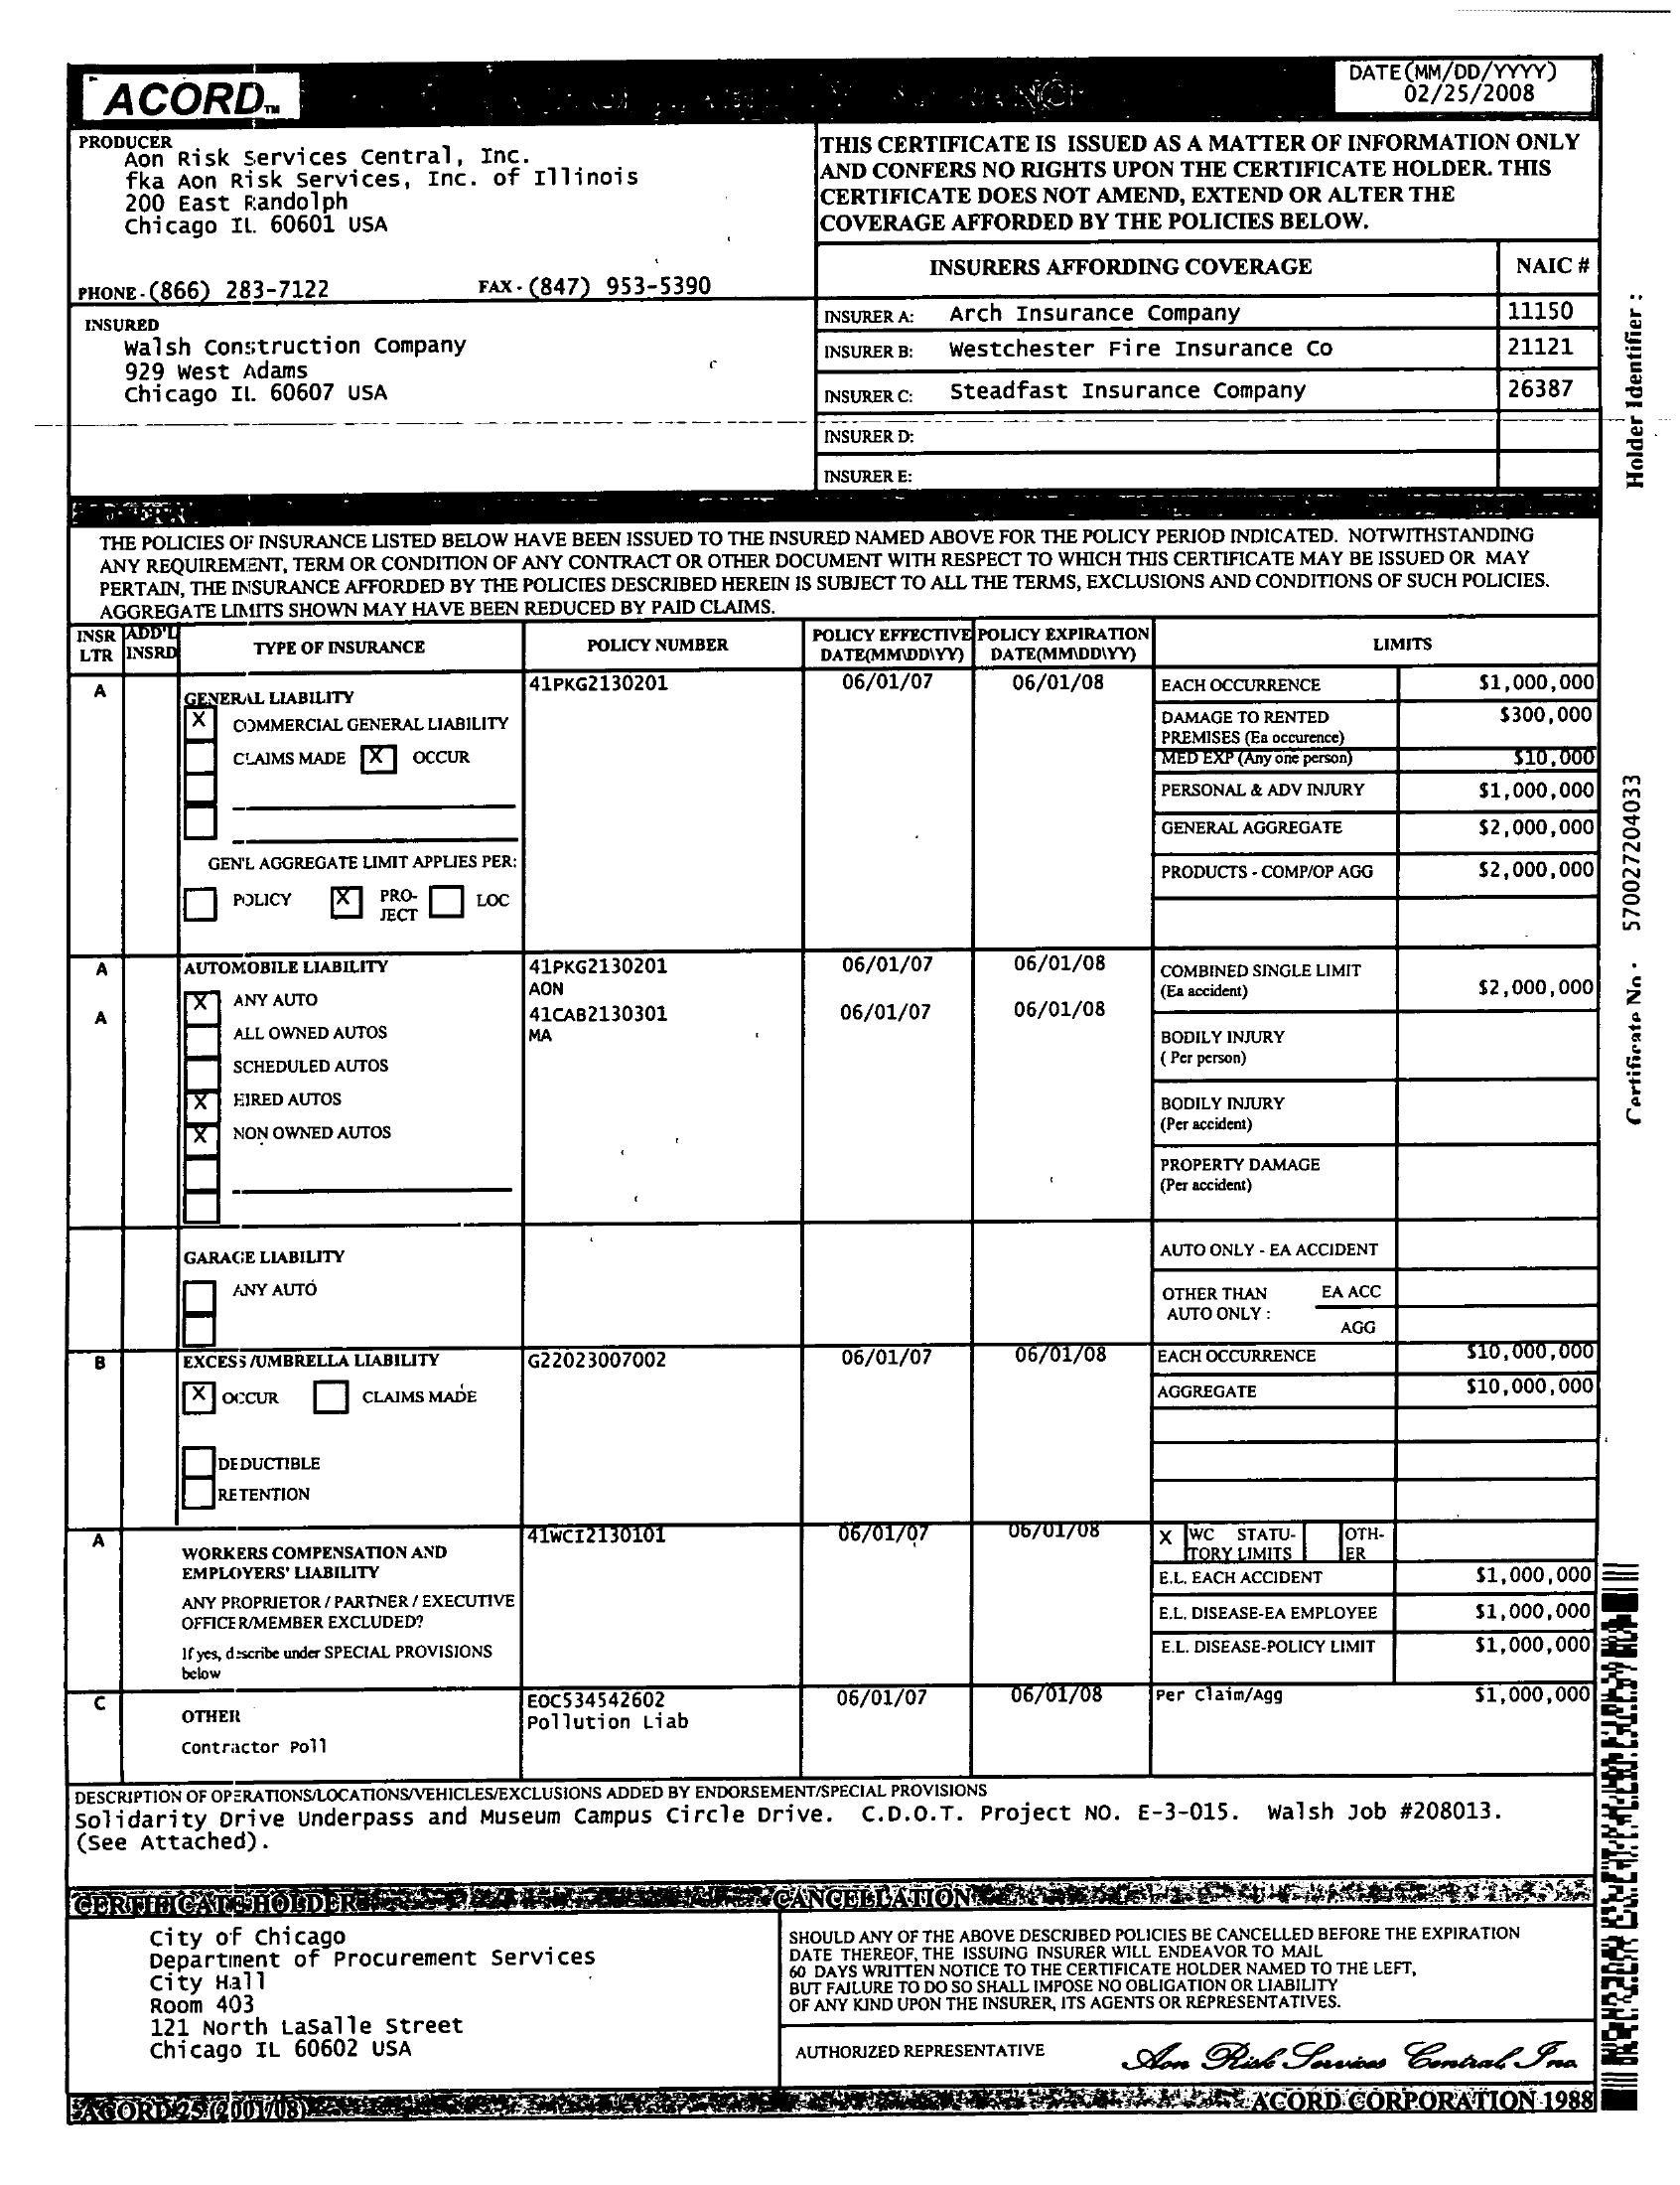 ACORD TM
DATE(MM/DD/YYYY)
02/25/2008
PRODUCER
Aon Risk Services Central, Inc.
fka Aon Risk Services, Inc. of Illinois
200 East Randolph
Chicago IL 60601 USA
PHONE - (866) 283-7122 FAX - (847) 953-5390
THIS CERTIFICATE IS ISSUED AS A MATTER OF INFORMATION ONLY
AND CONFERS NO RIGHTS UPON THE CERTIFICATE HOLDER. THIS
CERTIFICATE DOES NOT AMEND, EXTEND OR ALTER THE
COVERAGE AFFORDED BY THE POLICIES BELOW.
INSURERS AFFORDING COVERAGE NAIC #
INSURED
Walsh Construction Company
929 West Adams
Chicago IL 60607 USA
INSURER A: Arch Insurance Company 11150
INSURER B: Westchester Fire Insurance Co 21121
INSURER C: Steadfast Insurance Company 26387
INSURER D:
INSURER E:
Holder Identifier :
THE POLICIES OF INSURANCE LISTED BELOW HAVE BEEN ISSUED TO THE INSURED NAMED ABOVE FOR THE POLICY PERIOD INDICATED. NOTWITHSTANDING
ANY REQUIREMENT, TERM OR CONDITION OF ANY CONTRACT OR OTHER DOCUMENT WITH RESPECT TO WHICH THIS CERTIFICATE MAY BE ISSUED OR MAY
PERTAIN, THE INSURANCE AFFORDED BY THE POLICIES DESCRIBED HEREIN IS SUBJECT TO ALL THE TERMS, EXCLUSIONS AND CONDITIONS OF SUCH POLICIES.
AGGREGATE LIMITS SHOWN MAY HAVE BEEN REDUCED BY PAID CLAIMS.
INSR LTR ADD'L INSRD TYPE OF INSURANCE POLICY NUMBER POLICY EFFECTIVE DATE(MM\DD\YY) POLICY EXPIRATION DATE(MM\DD\YY) LIMITS
A GENERAL LIABILITY 41PKG2130201 06/01/07 06/01/08 EACH OCCURRENCE $1,000,000
X COMMERCIAL GENERAL LIABILITY DAMAGE TO RENTED PREMISES (Ea occurence) $300,000
CLAIMS MADE X OCCUR MED EXP (Any one person) $10,000
PERSONAL & ADV INJURY $1,000,000
GENERAL AGGREGATE $2,000,000
GEN'L AGGREGATE LIMIT APPLIES PER: PRODUCTS - COMP/OP AGG $2,000,000
POLICY X PRO-JECT LOC
Certificate No : 570027204033
A AUTOMOBILE LIABILITY 41PKG2130201 06/01/07 06/01/08 COMBINED SINGLE LIMIT
AON (Ea accident) $2,000,000
X ANY AUTO
A 41CAB2130301 06/01/07 06/01/08
ALL OWNED AUTOS MA BODILY INJURY
( Per person)
SCHEDULED AUTOS
X HIRED AUTOS BODILY INJURY
(Per accident)
X NON OWNED AUTOS
PROPERTY DAMAGE
(Per accident)
GARAGE LIABILITY AUTO ONLY - EA ACCIDENT
ANY AUTO OTHER THAN EA ACC
AUTO ONLY :
AGG
B EXCESS /UMBRELLA LIABILITY G22023007002 06/01/07 06/01/08 EACH OCCURRENCE $10,000,000
X OCCUR CLAIMS MADE AGGREGATE $10,000,000
DEDUCTIBLE
RETENTION
A 41WCI2130101 06/01/07 06/01/08 X WC STATU-TORY LIMITS OTH-ER
WORKERS COMPENSATION AND
EMPLOYERS' LIABILITY E.L. EACH ACCIDENT $1,000,000
ANY PROPRIETOR / PARTNER / EXECUTIVE
OFFICER/MEMBER EXCLUDED? E.L. DISEASE-EA EMPLOYEE $1,000,000
If yes, describe under SPECIAL PROVISIONS
below E.L. DISEASE-POLICY LIMIT $1,000,000
C OTHER EOC534542602 06/01/07 06/01/08 Per Claim/Agg $1,000,000
Pollution Liab
Contractor Poll
DESCRIPTION OF OPERATIONS/LOCATIONS/VEHICLES/EXCLUSIONS ADDED BY ENDORSEMENT/SPECIAL PROVISIONS
Solidarity Drive Underpass and Museum Campus Circle Drive. C.D.O.T. Project NO. E-3-015. Walsh Job #208013.
(See Attached).
CERTIFICATE HOLDER CANCELLATION
City of Chicago
Department of Procurement Services
City Hall
Room 403
121 North LaSalle Street
Chicago IL 60602 USA
SHOULD ANY OF THE ABOVE DESCRIBED POLICIES BE CANCELLED BEFORE THE EXPIRATION
DATE THEREOF, THE ISSUING INSURER WILL ENDEAVOR TO MAIL
60 DAYS WRITTEN NOTICE TO THE CERTIFICATE HOLDER NAMED TO THE LEFT,
BUT FAILURE TO DO SO SHALL IMPOSE NO OBLIGATION OR LIABILITY
OF ANY KIND UPON THE INSURER, ITS AGENTS OR REPRESENTATIVES.
AUTHORIZED REPRESENTATIVE Aon Risk Services Central, Inc.
ACORD 25 (2001/08) ACORD CORPORATION 1988